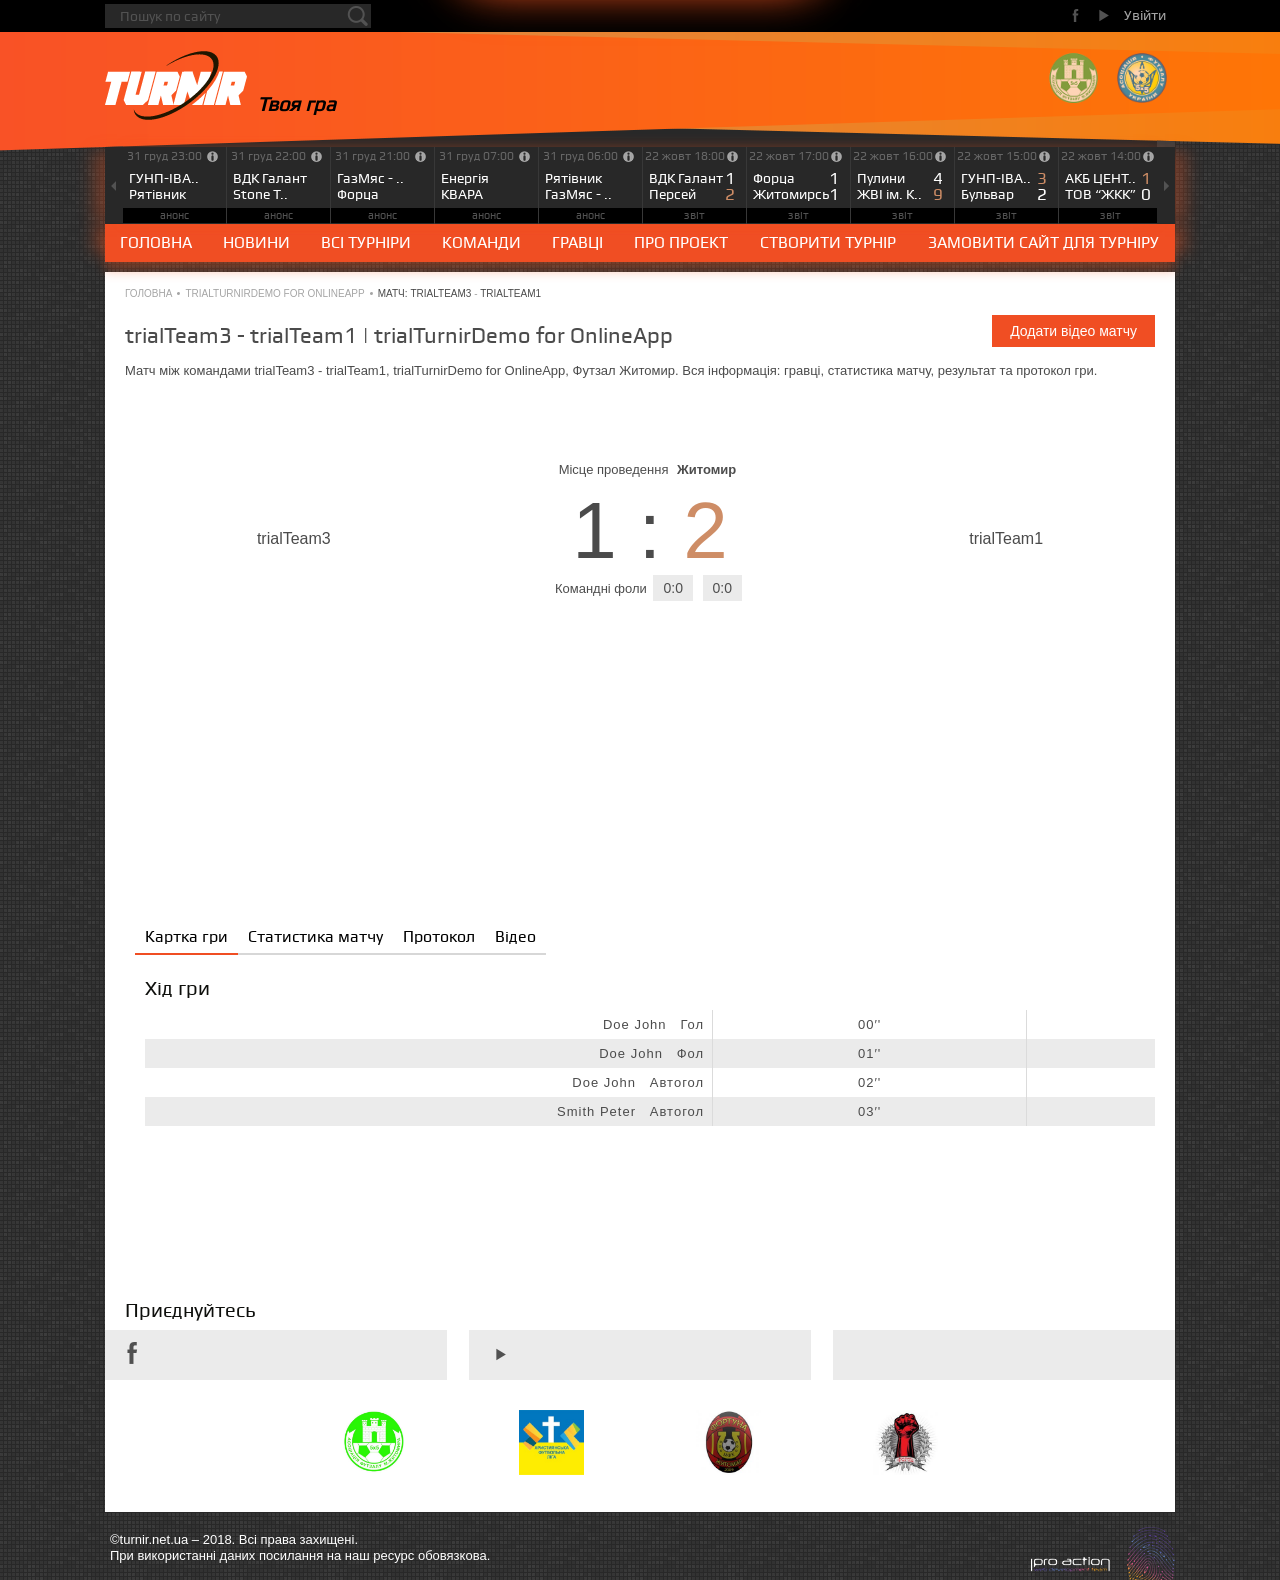 Пошук по сайту
Увійти
TURNIR
Твоя гра
31 груд 23:00
ГУНП-ІВА..
Рятівник
анонс
31 груд 22:00
ВДК Галант
Stone T..
анонс
31 груд 21:00
ГазМяс - ..
Форца
анонс
31 груд 07:00
Енергія
КВАРА
анонс
31 груд 06:00
Рятівник
ГазМяс - ..
анонс
22 жовт 18:00
ВДК Галант 1
Персей 2
звіт
22 жовт 17:00
Форца 1
Житомирсь 1
звіт
22 жовт 16:00
Пулини 4
ЖВІ ім. К.. 9
звіт
22 жовт 15:00
ГУНП-ІВА.. 3
Бульвар 2
звіт
22 жовт 14:00
АКБ ЦЕНТ.. 1
ТОВ “ЖКК” 0
звіт
ГОЛОВНА НОВИНИ ВСІ ТУРНІРИ КОМАНДИ ГРАВЦІ ПРО ПРОЕКТ СТВОРИТИ ТУРНІР ЗАМОВИТИ САЙТ ДЛЯ ТУРНІРУ
ГОЛОВНА • TRIALTURNIRDEMO FOR ONLINEAPP • МАТЧ: TRIALTEAM3 - TRIALTEAM1
trialTeam3 - trialTeam1 | trialTurnirDemo for OnlineApp
Додати відео матчу
Матч між командами trialTeam3 - trialTeam1, trialTurnirDemo for OnlineApp, Футзал Житомир. Вся інформація: гравці, статистика матчу, результат та протокол гри.
Місце проведення Житомир
trialTeam3
1 : 2
trialTeam1
Командні фоли 0:0 0:0
Картка гри Статистика матчу Протокол Відео
Хід гри
Doe John Гол 00''
Doe John Фол 01''
Doe John Автогол 02''
Smith Peter Автогол 03''
Приєднуйтесь
©turnir.net.ua – 2018. Всі права захищені.
При використанні даних посилання на наш ресурс обовязкова.
pro action